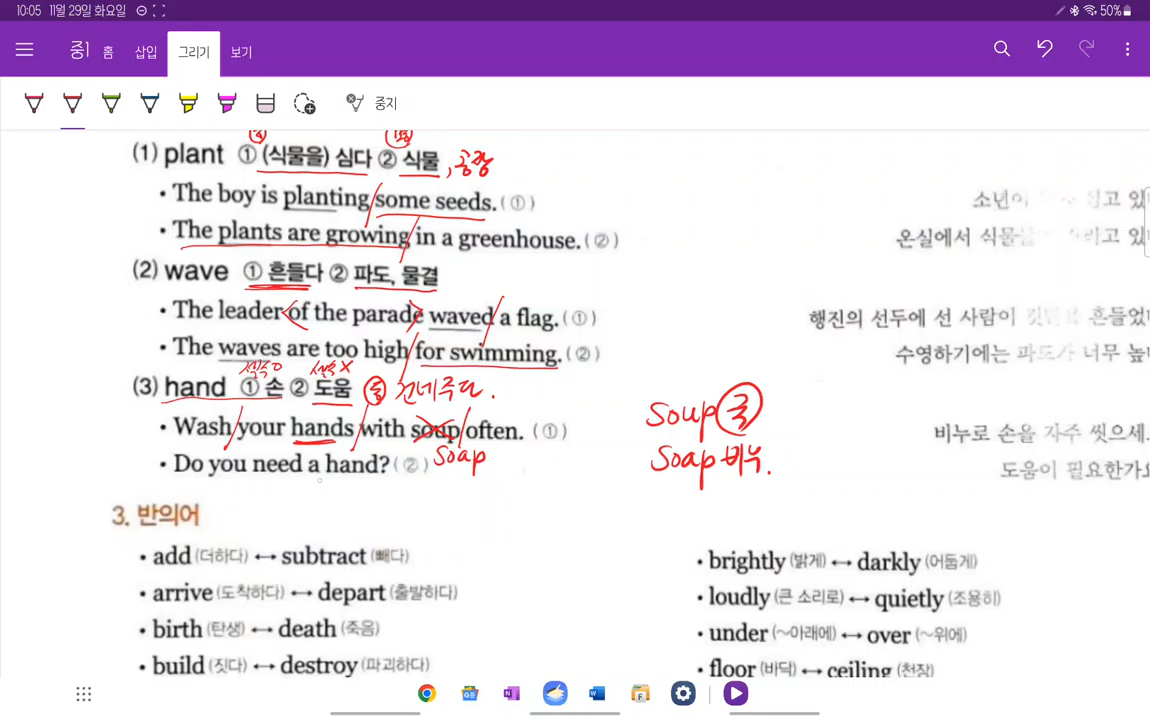 10:05 11월 29일 화요일 50%
중1 홈 삽입 그리기 보기
중지
(1) plant ① (식물을) 심다 ② 식물, 공장
• The boy is planting some seeds. (①)
소년이
• The plants are growing in a greenhouse. (②)
온실에서
(2) wave ① 흔들다 ② 파도, 물결
• The leader of the parade waved a flag. (①)
행진의 선두에 선 사람이 흔들었
• The waves are too high for swimming. (②)
수영하기에는 파도가 너무 높
(3) hand ① 손 ② 도움 건네주다.
• Wash your hands with soup often. (①)
soap
비누로 손을 자주 씻으세.
• Do you need a hand? (②)
도움이 필요한가요
Soup 국
Soap 비누.
3. 반의어
• add (더하다) ↔ subtract (빼다)
• arrive (도착하다) ↔ depart (출발하다)
• birth (탄생) ↔ death (죽음)
• build (짓다) ↔ destroy (파괴하다)
• brightly (밝게) ↔ darkly (어둡게)
• loudly (큰 소리로) ↔ quietly (조용히)
• under (~아래에) ↔ over (~위에)
• floor (바닥) ↔ ceiling (천장)